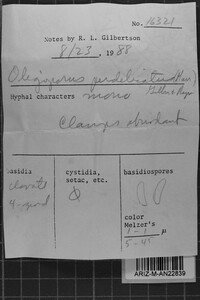 ARIZ.
No. 16321
Notes by R. L. Gilbertson
8/23, 1988
Oligoporus
Hyphal characters mono
Clamps abundant
basidia
cystidia, setae, etc.
basidiospores
clavate
4-spored
color
Melzer's
μ
ARIZ-M-AN22839